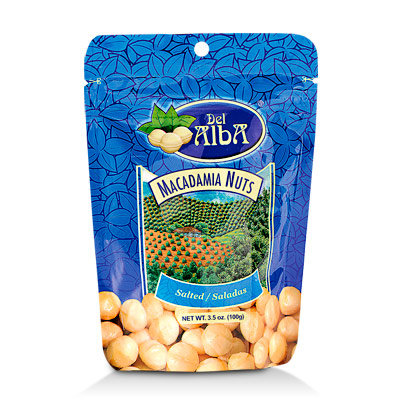 Del
AlbA
®
MACADAMIA NUTS
Salted / Saladas
NET WT. 3.5 oz. (100g)